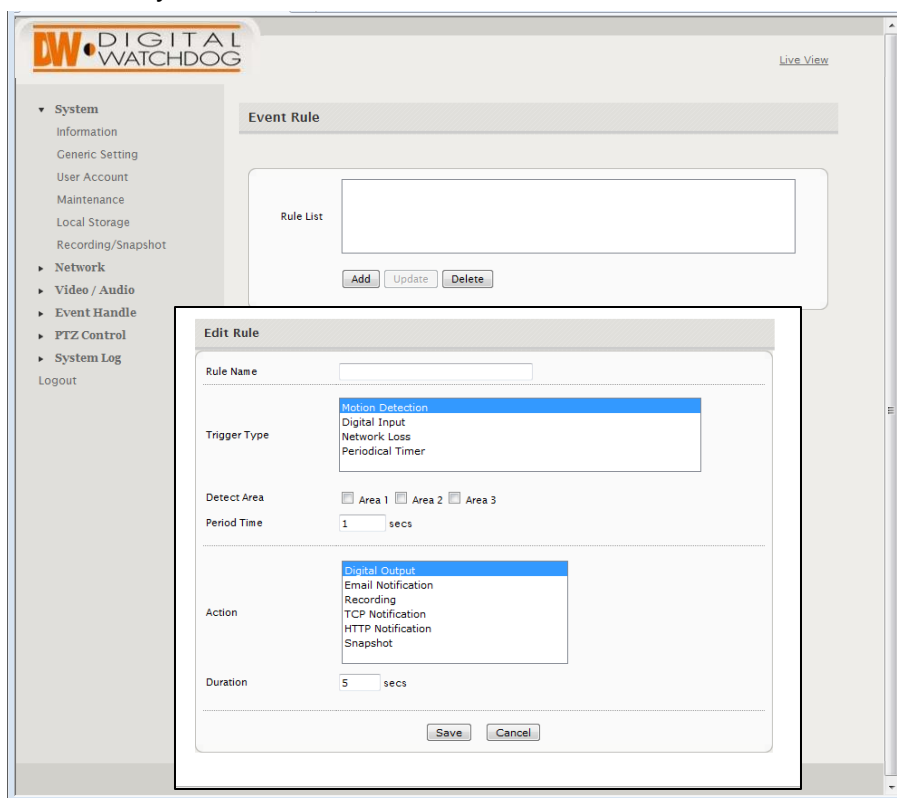 DIGITAL
WATCHDOG
Live View
System
Information
Generic Setting
User Account
Maintenance
Local Storage
Recording/Snapshot
Network
Video / Audio
Event Handle
PTZ Control
System Log
Logout
Event Rule
Rule List
Add Update Delete
Edit Rule
Rule Name
Trigger Type
Motion Detection
Digital Input
Network Loss
Periodical Timer
Detect Area Area 1 Area 2 Area 3
Period Time 1 secs
Action
Digital Output
Email Notification
Recording
TCP Notification
HTTP Notification
Snapshot
Duration 5 secs
Save Cancel